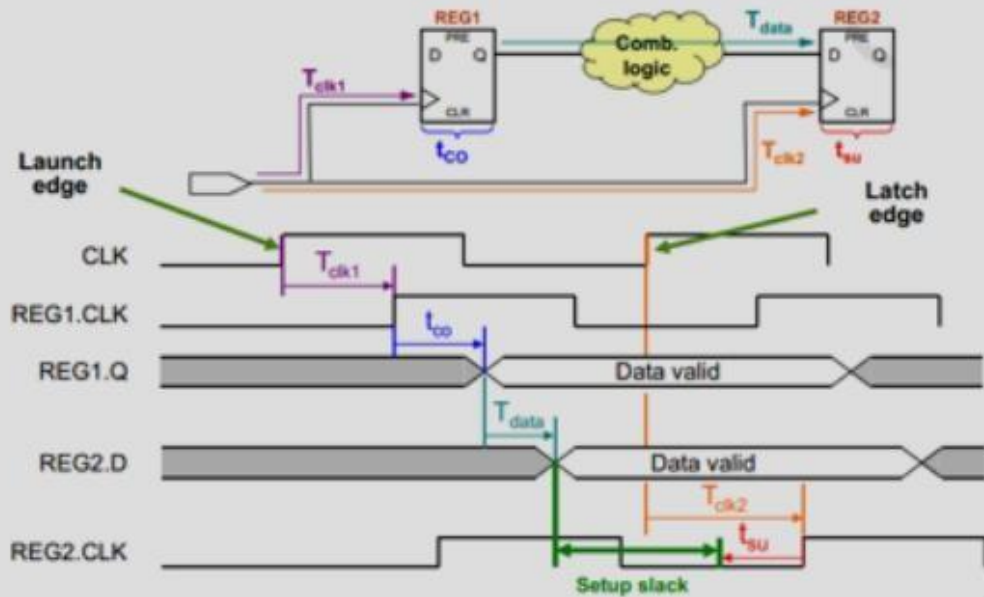 REG1
PRE
D Q
CLR
tco
Comb.
logic
Tdata
REG2
PRE
D Q
CLR
tsu
Tclk1
Tclk2
Launch
edge
Latch
edge
CLK
Tclk1
REG1.CLK
tco
REG1.Q
Data valid
Tdata
REG2.D
Data valid
Tclk2
REG2.CLK
tsu
Setup slack